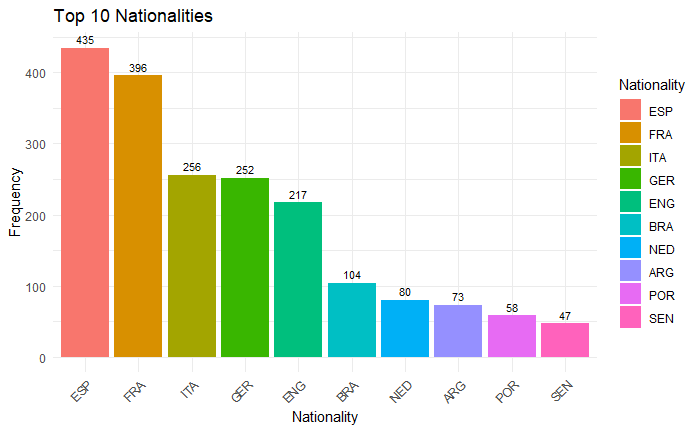 Top 10 Nationalities
Frequency
400
300
200
100
0
435
396
256
252
217
104
80
73
58
47
ESP
FRA
ITA
GER
ENG
BRA
NED
ARG
POR
SEN
Nationality
Nationality
ESP
FRA
ITA
GER
ENG
BRA
NED
ARG
POR
SEN